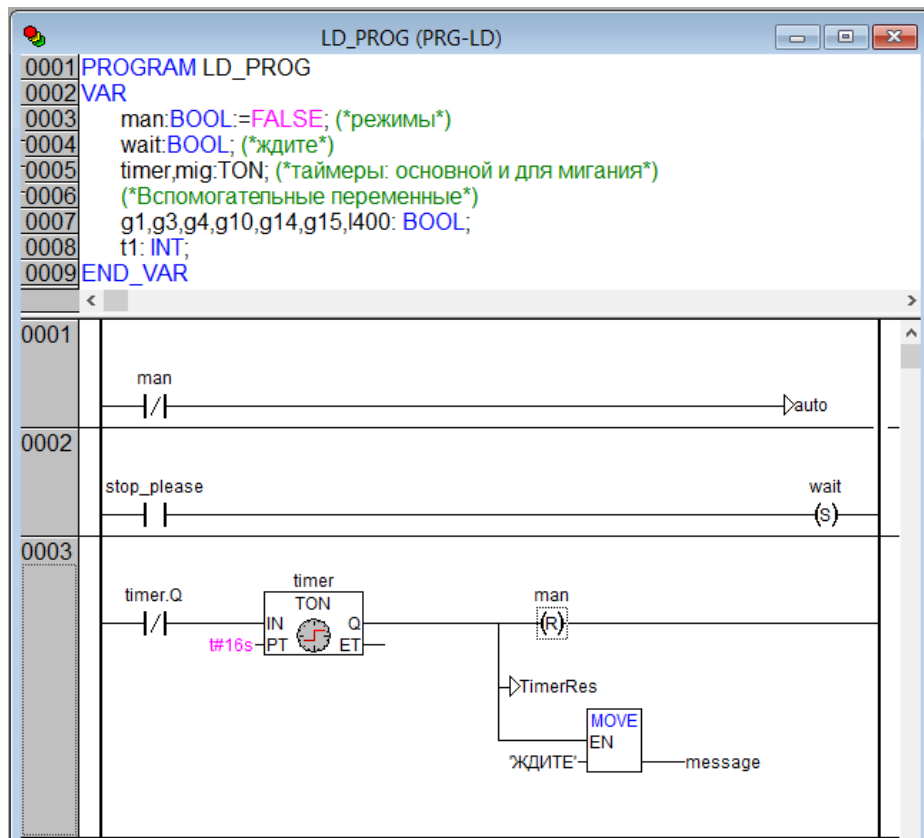 LD_PROG (PRG-LD)
0001 PROGRAM LD_PROG
0002 VAR
0003 man:BOOL:=FALSE; (*режимы*)
0004 wait:BOOL; (*ждите*)
0005 timer,mig:TON; (*таймеры: основной и для мигания*)
0006 (*Вспомогательные переменные*)
0007 g1,g3,g4,g10,g14,g15,l400: BOOL;
0008 t1: INT;
0009 END_VAR
0001
man
auto
0002
stop_please wait
S
0003
timer.Q timer man
TON
IN Q R
t#16s PT ET
TimerRes
MOVE
EN
'ЖДИТЕ' message